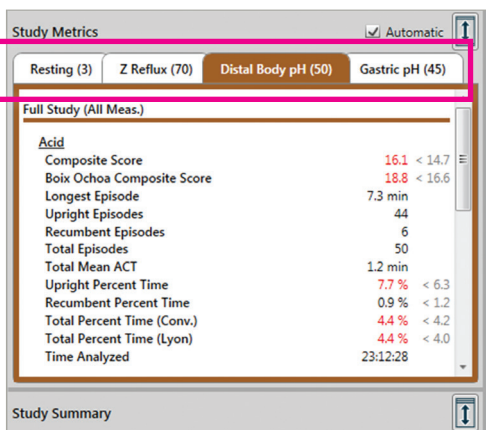 Study Metrics Automatic
Resting (3) Z Reflux (70) Distal Body pH (50) Gastric pH (45)
Full Study (All Meas.)
Acid
Composite Score 16.1 < 14.7
Boix Ochoa Composite Score 18.8 < 16.6
Longest Episode 7.3 min
Upright Episodes 44
Recumbent Episodes 6
Total Episodes 50
Total Mean ACT 1.2 min
Upright Percent Time 7.7 % < 6.3
Recumbent Percent Time 0.9 % < 1.2
Total Percent Time (Conv.) 4.4 % < 4.2
Total Percent Time (Lyon) 4.4 % < 4.0
Time Analyzed 23:12:28
Study Summary